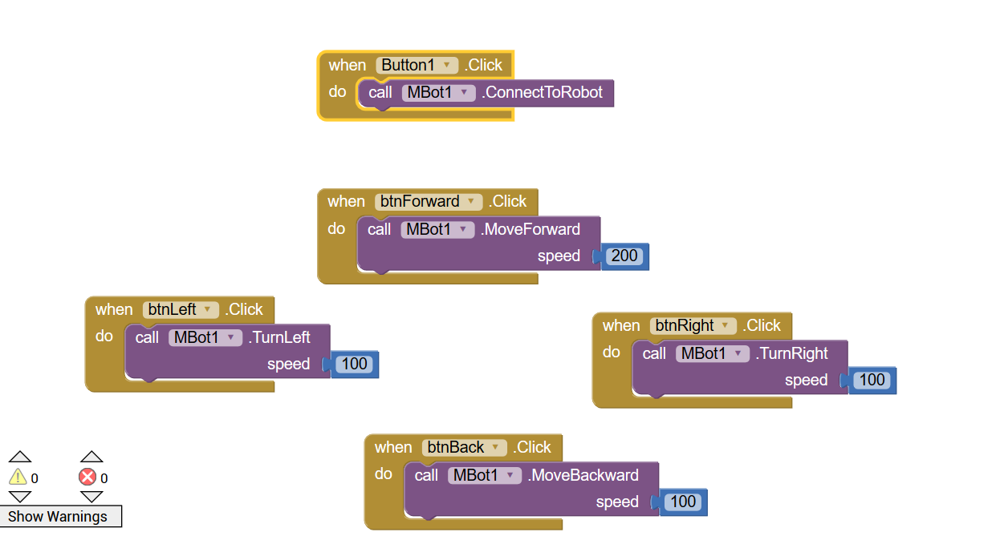 when Button1 .Click
do call MBot1 .ConnectToRobot
when btnForward .Click
do call MBot1 .MoveForward
speed 200
when btnLeft .Click
do call MBot1 .TurnLeft
speed 100
when btnRight .Click
do call MBot1 .TurnRight
speed 100
when btnBack .Click
do call MBot1 .MoveBackward
speed 100
0 0
Show Warnings